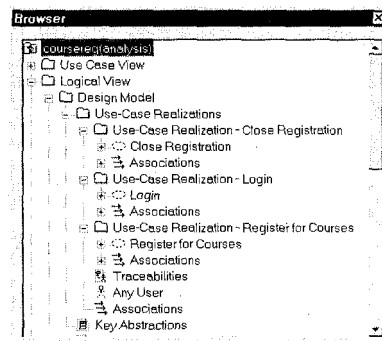 Browser
coursereg(analysis)
Use Case View
Logical View
Design Model
Use-Case Realizations
Use-Case Realization - Close Registration
Close Registration
Associations
Use-Case Realization - Login
Login
Associations
Use-Case Realization - Register for Courses
Register for Courses
Associations
Traceabilities
Any User
Associations
Key Abstractions